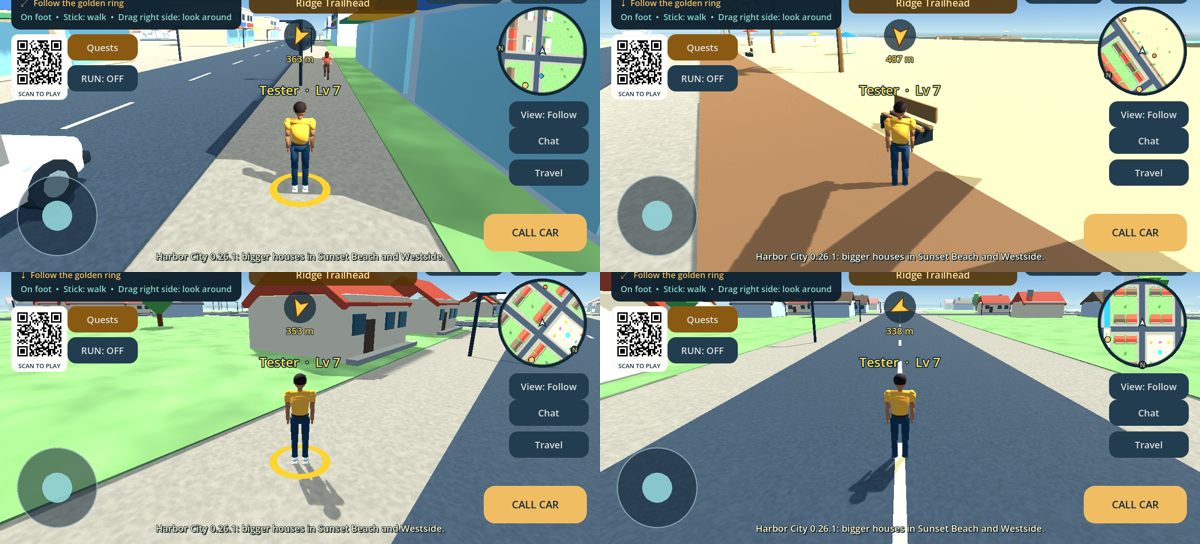 Follow the golden ring
On foot • Stick: walk • Drag right side: look around
Ridge Trailhead
SCAN TO PLAY
Quests
RUN: OFF
363 m
Tester · Lv 7
N
View: Follow
Chat
Travel
CALL CAR
Harbor City 0.26.1: bigger houses in Sunset Beach and Westside.
Follow the golden ring
On foot • Stick: walk • Drag right side: look around
Ridge Trailhead
SCAN TO PLAY
Quests
RUN: OFF
407 m
Tester · Lv 7
N
View: Follow
Chat
Travel
CALL CAR
Harbor City 0.26.1: bigger houses in Sunset Beach and Westside.
Follow the golden ring
On foot • Stick: walk • Drag right side: look around
Ridge Trailhead
SCAN TO PLAY
Quests
RUN: OFF
353 m
Tester · Lv 7
N
View: Follow
Chat
Travel
CALL CAR
Harbor City 0.26.1: bigger houses in Sunset Beach and Westside.
Follow the golden ring
On foot • Stick: walk • Drag right side: look around
Ridge Trailhead
SCAN TO PLAY
Quests
RUN: OFF
338 m
Tester · Lv 7
N
View: Follow
Chat
Travel
CALL CAR
Harbor City 0.26.1: bigger houses in Sunset Beach and Westside.